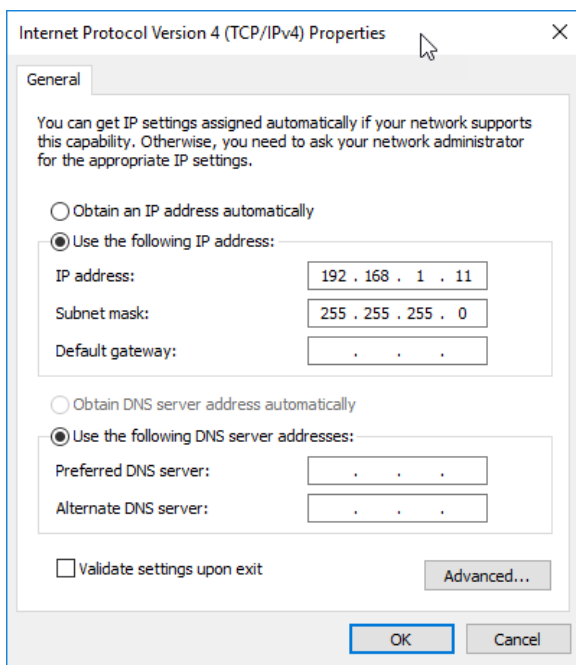 Internet Protocol Version 4 (TCP/IPv4) Properties
General
You can get IP settings assigned automatically if your network supports
this capability. Otherwise, you need to ask your network administrator
for the appropriate IP settings.
Obtain an IP address automatically
Use the following IP address:
IP address: 192 . 168 . 1 . 11
Subnet mask: 255 . 255 . 255 . 0
Default gateway: . . .
Obtain DNS server address automatically
Use the following DNS server addresses:
Preferred DNS server: . . .
Alternate DNS server: . . .
Validate settings upon exit
Advanced...
OK Cancel